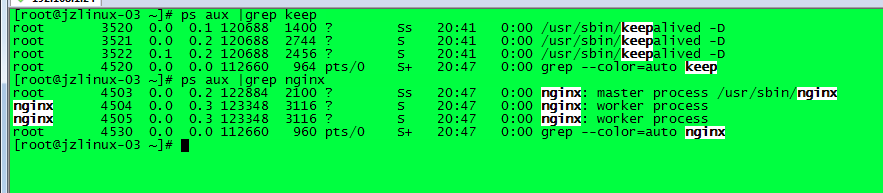 [root@jzlinux-03 ~]# ps aux |grep keep
root 3520 0.0 0.1 120688 1400 ? Ss 20:41 0:00 /usr/sbin/keepalived -D
root 3521 0.0 0.2 120688 2744 ? S 20:41 0:00 /usr/sbin/keepalived -D
root 3522 0.1 0.2 120688 2456 ? S 20:41 0:00 /usr/sbin/keepalived -D
root 4520 0.0 0.0 112660 964 pts/0 S+ 20:47 0:00 grep --color=auto keep
[root@jzlinux-03 ~]# ps aux |grep nginx
root 4503 0.0 0.2 122884 2100 ? Ss 20:47 0:00 nginx: master process /usr/sbin/nginx
nginx 4504 0.0 0.3 123348 3116 ? S 20:47 0:00 nginx: worker process
nginx 4505 0.0 0.3 123348 3116 ? S 20:47 0:00 nginx: worker process
root 4530 0.0 0.0 112660 960 pts/0 S+ 20:47 0:00 grep --color=auto nginx
[root@jzlinux-03 ~]#